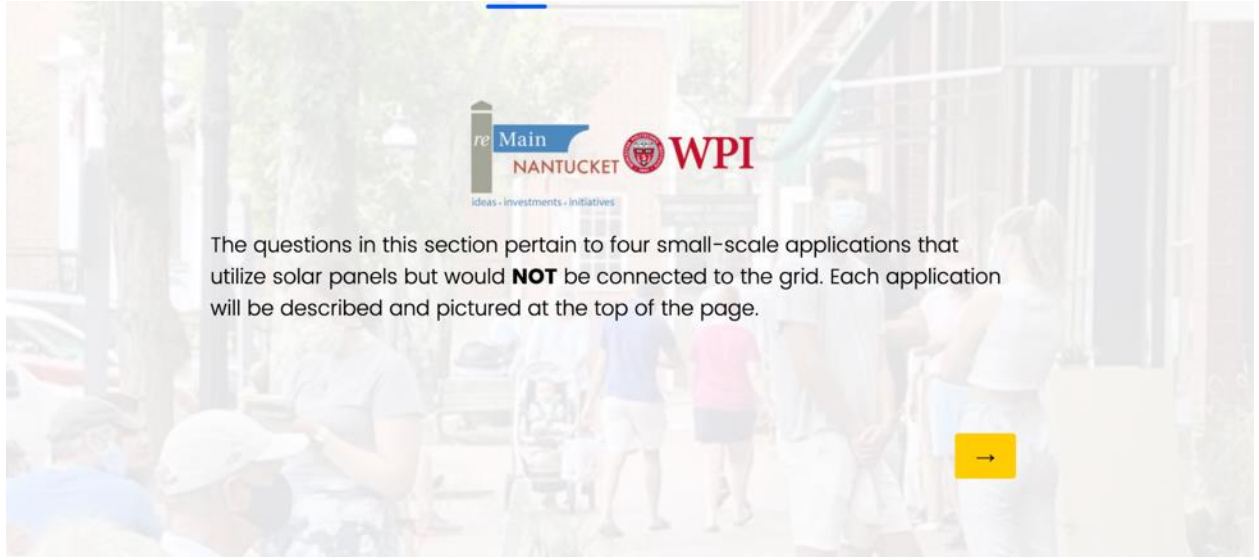 re Main
NANTUCKET
ideas - investments - initiatives
WPI
The questions in this section pertain to four small-scale applications that
utilize solar panels but would NOT be connected to the grid. Each application
will be described and pictured at the top of the page.
→